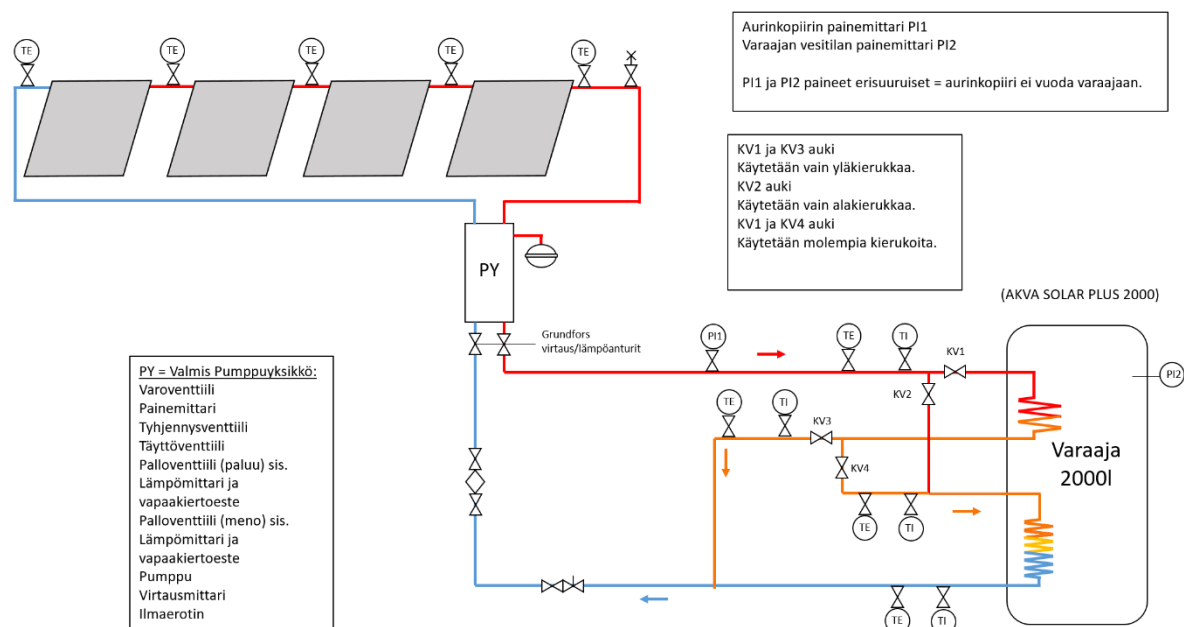 TE
TE
TE
TE
TE
Aurinkopiirin painemittari PI1
Varaajan vesitilan painemittari PI2
PI1 ja PI2 paineet erisuuruiset = aurinkopiiri ei vuoda varaajaan.
KV1 ja KV3 auki
Käytetään vain yläkierukkaa.
KV2 auki
Käytetään vain alakierukkaa.
KV1 ja KV4 auki
Käytetään molempia kierukoita.
PY
(AKVA SOLAR PLUS 2000)
Grundfors
virtaus/lämpöanturit
PI1
TE
TI
KV1
PI2
KV2
TE
TI
KV3
Varaaja
2000l
KV4
TE
TI
PY = Valmis Pumppuyksikkö:
Varoventtiili
Painemittari
Tyhjennysventtiili
Täyttöventtiili
Palloventtiili (paluu) sis.
Lämpömittari ja
vapaakiertoeste
Palloventtiili (meno) sis.
Lämpömittari ja
vapaakiertoeste
Pumppu
Virtausmittari
Ilmaerotin
TE
TI